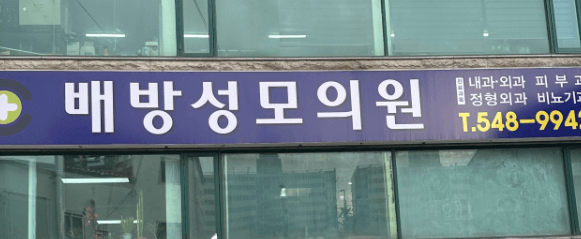 배방성모의원
내과·외과 피부과
정형외과 비뇨기과
T.548-9942